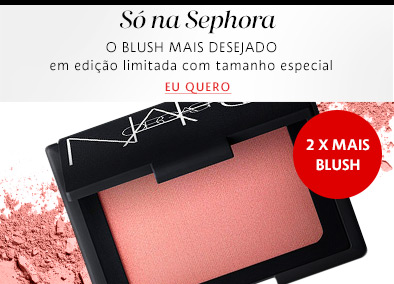 Só na Sephora
O BLUSH MAIS DESEJADO
em edição limitada com tamanho especial
EU QUERO
NARS
2 X MAIS
BLUSH